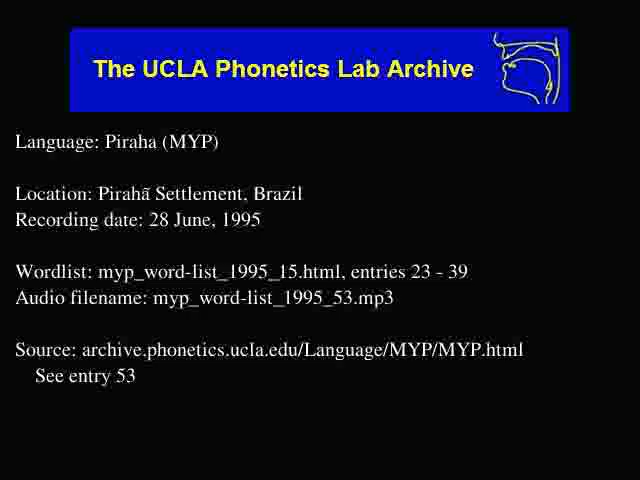 The UCLA Phonetics Lab Archive
Language: Piraha (MYP)
Location: Pirahã Settlement, Brazil
Recording date: 28 June, 1995
Wordlist: myp_word-list_1995_15.html, entries 23 - 39
Audio filename: myp_word-list_1995_53.mp3
Source: archive.phonetics.ucla.edu/Language/MYP/MYP.html
See entry 53